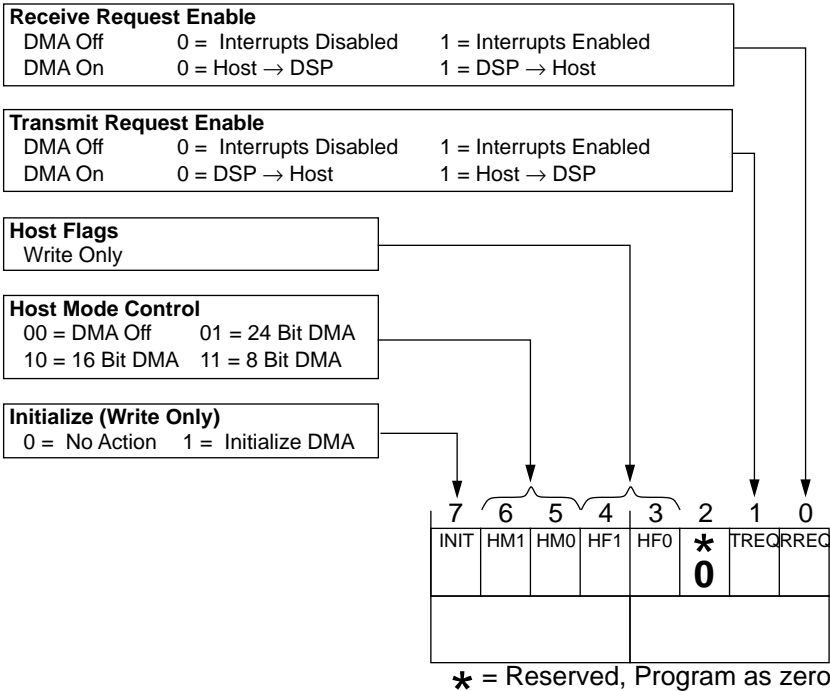 Receive Request Enable
DMA Off 0 = Interrupts Disabled 1 = Interrupts Enabled
DMA On 0 = Host → DSP 1 = DSP → Host
Transmit Request Enable
DMA Off 0 = Interrupts Disabled 1 = Interrupts Enabled
DMA On 0 = DSP → Host 1 = Host → DSP
Host Flags
Write Only
Host Mode Control
00 = DMA Off 01 = 24 Bit DMA
10 = 16 Bit DMA 11 = 8 Bit DMA
Initialize (Write Only)
0 = No Action 1 = Initialize DMA
7 6 5 4 3 2 1 0
INIT HM1 HM0 HF1 HF0 * TREQ RREQ
0
* = Reserved, Program as zero